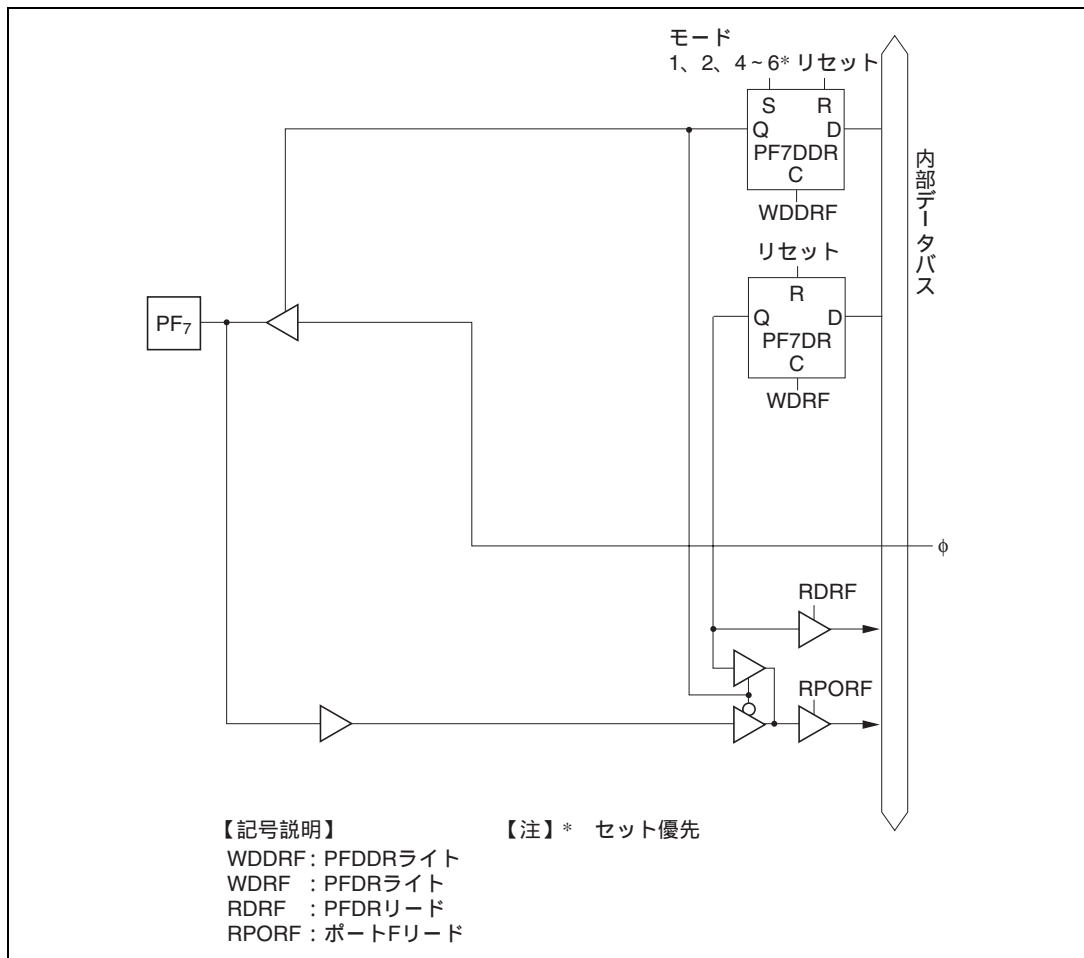 モード
1、2、4~6* リセット
S R
Q D
PF7DDR
C
WDDRF
内部データバス
リセット
R
Q D
PF7DR
C
WDRF
PF7
φ
RDRF
RPORF
【記号説明】
WDDRF : PFDDRライト
WDRF : PFDRライト
RDRF : PFDRリード
RPORF : ポートFリード
【注】* セット優先